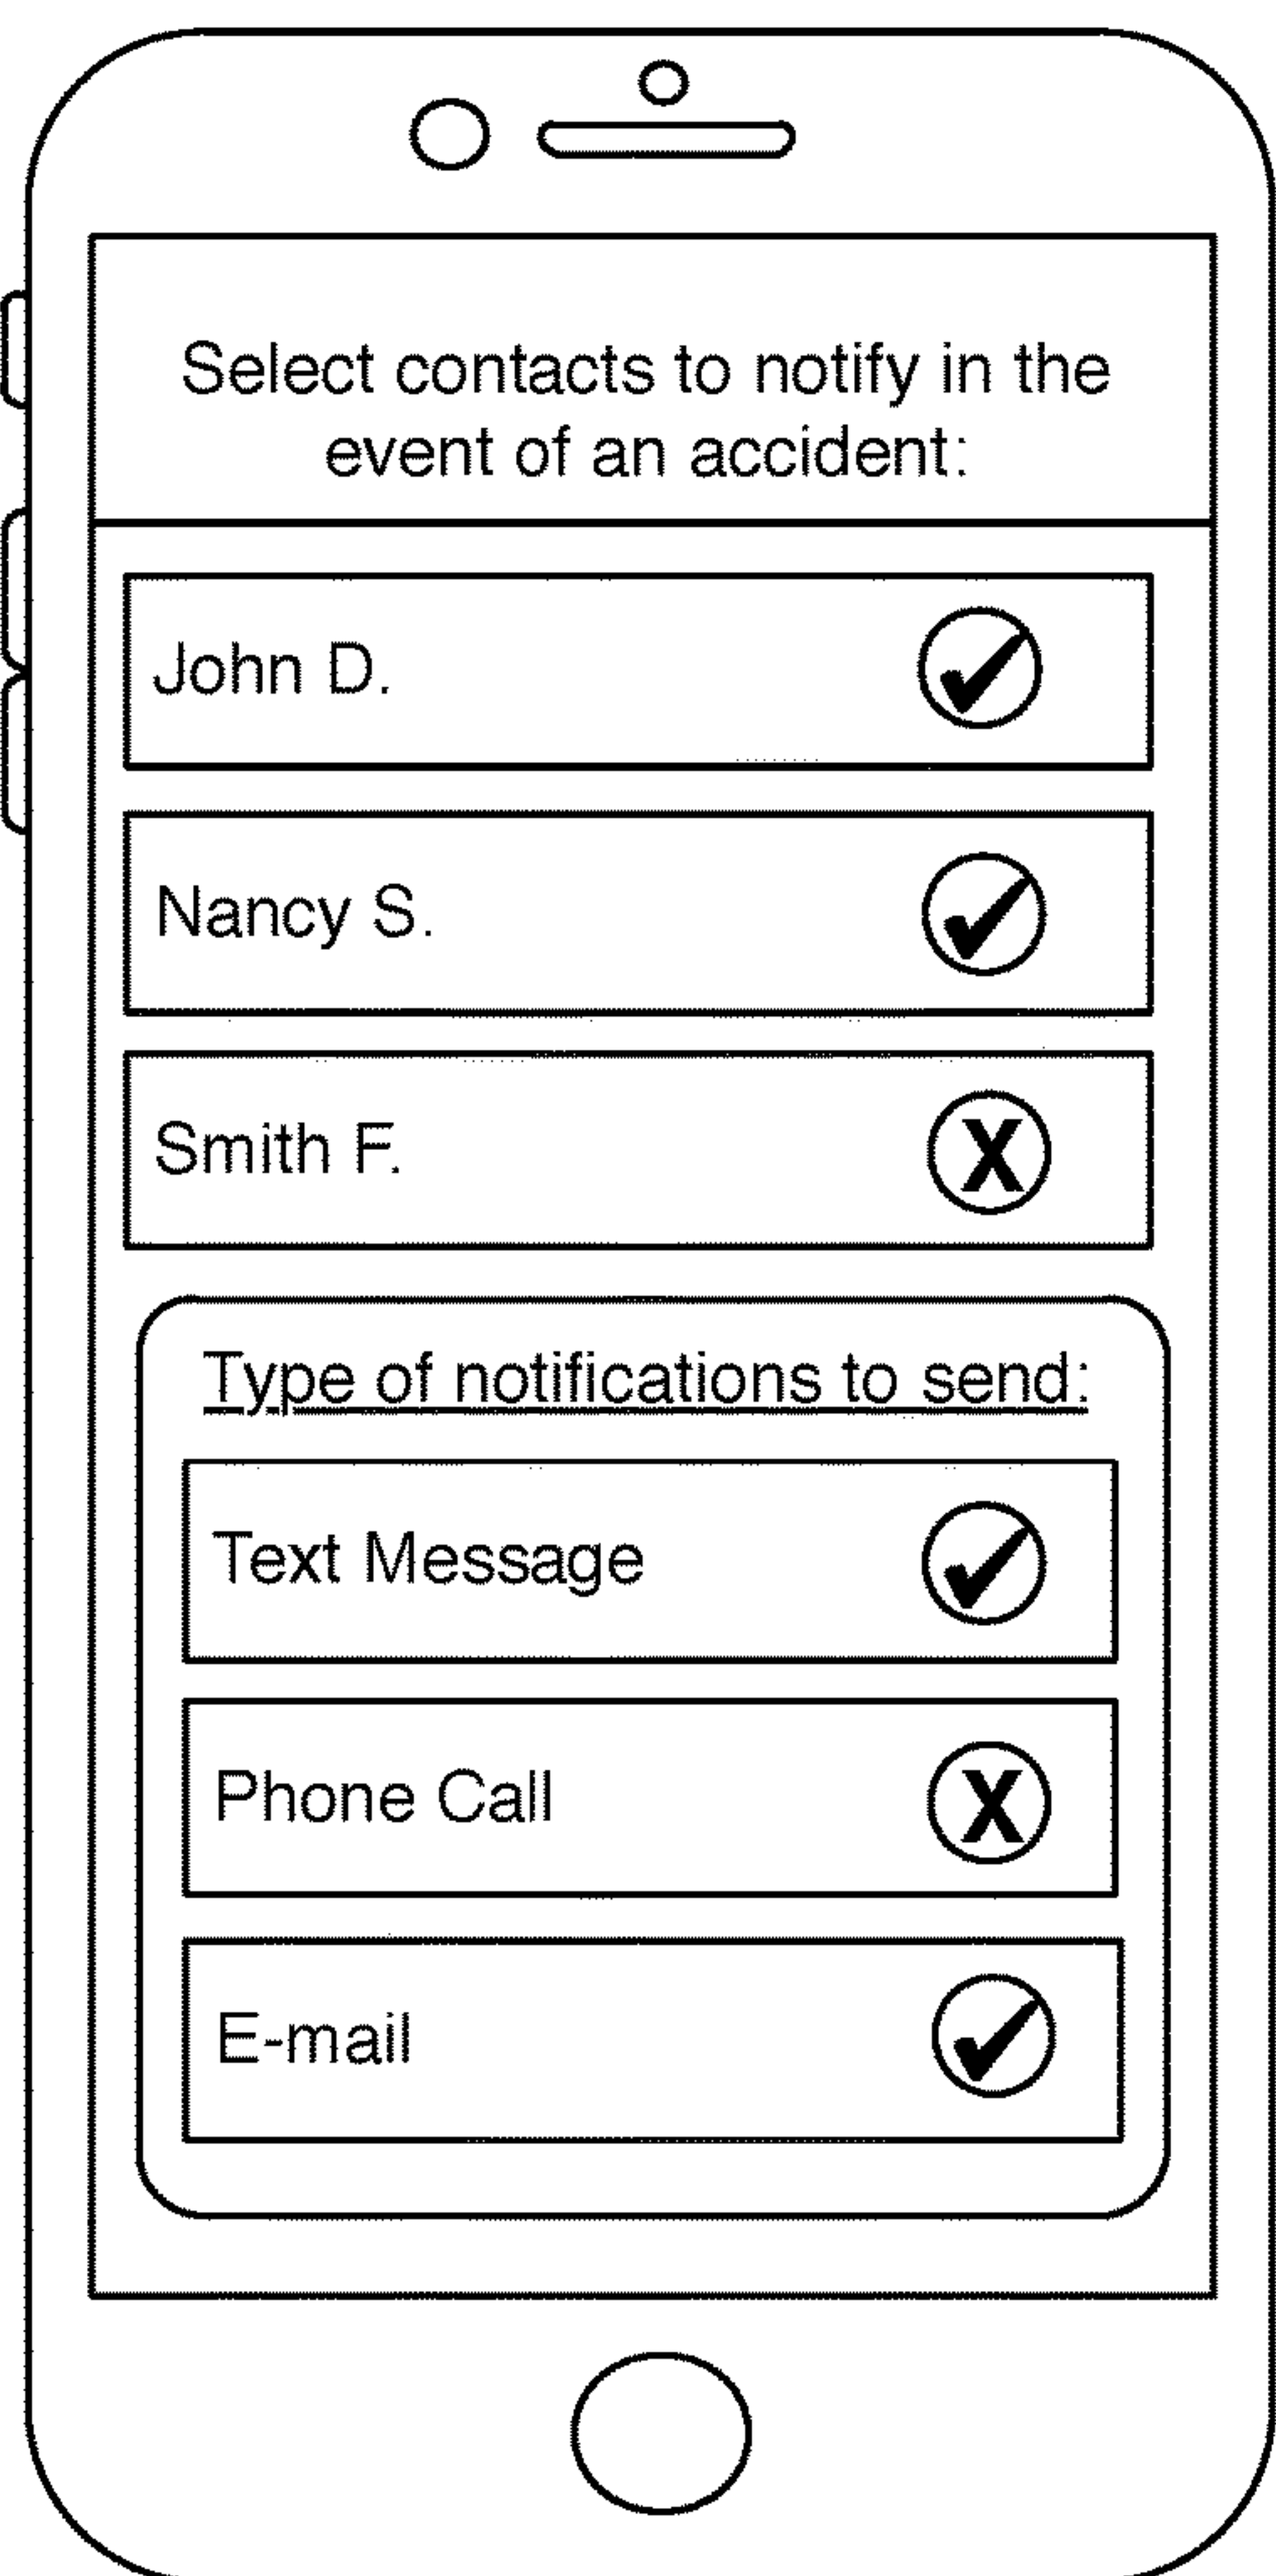 Select contacts to notify in the
event of an accident:
John D.
Nancy S.
Smith F.
X
Type of notifications to send:
Text Message
Phone Call
X
E-mail